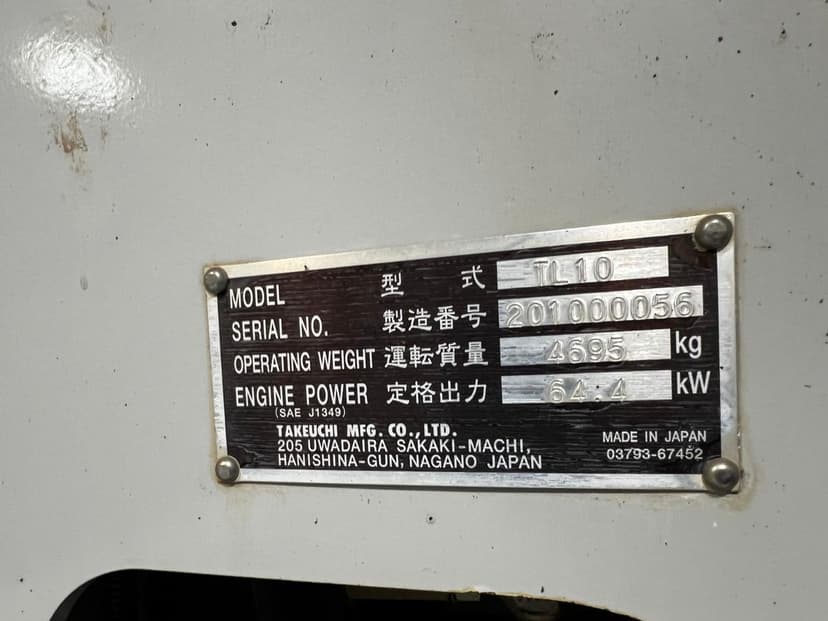 MODEL 型 式 TL10
SERIAL NO. 製造番号 201000056
OPERATING WEIGHT 運転質量 4695 kg
ENGINE POWER 定格出力 64.4 kW
(SAE J1349)
TAKEUCHI MFG. CO., LTD.
205 UWADAIRA SAKAKI-MACHI, MADE IN JAPAN
HANISHINA-GUN, NAGANO JAPAN 03793-67452